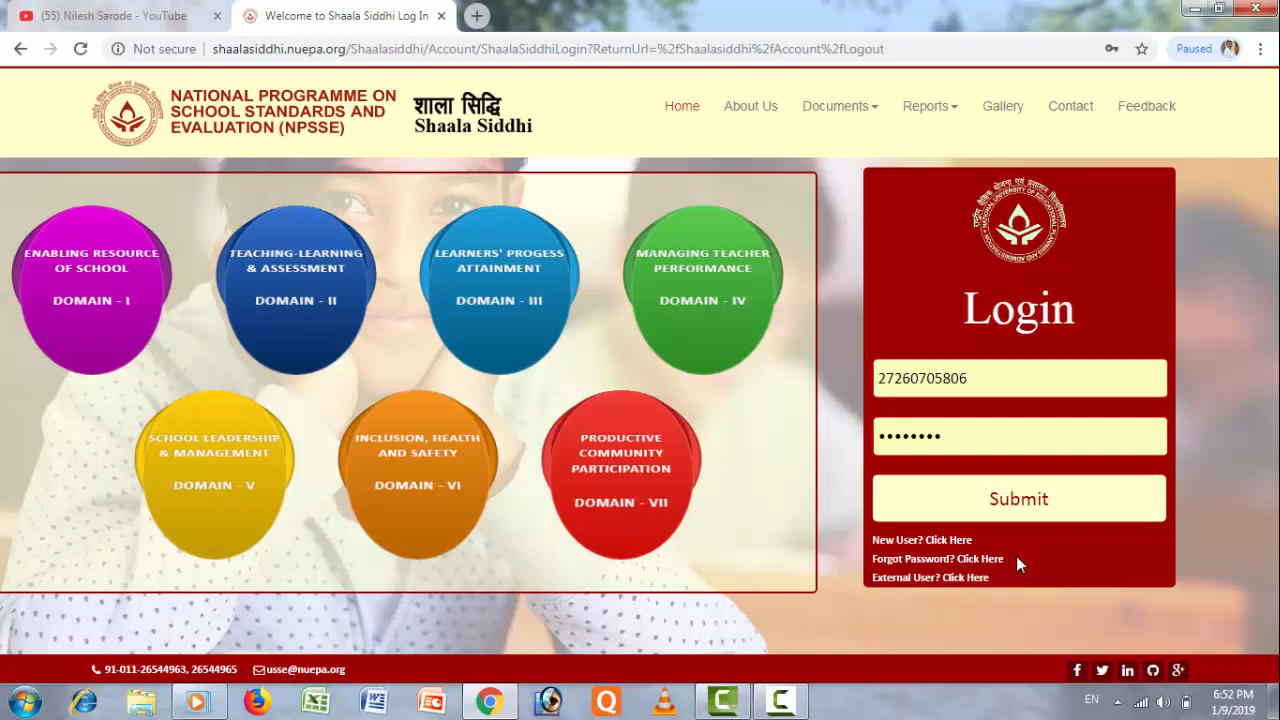 (55) Nilesh Sarode - YouTube
Welcome to Shaala Siddhi Log In
Not secure
shaalasiddhi.nuepa.org/Shaalasiddhi/Account/ShaalaSiddhiLogin?ReturnUrl=%2fShaalasiddhi%2fAccount%2fLogout
Paused
NATIONAL PROGRAMME ON
SCHOOL STANDARDS AND
EVALUATION (NPSSE)
शाला सिद्धि
Shaala Siddhi
Home
About Us
Documents
Reports
Gallery
Contact
Feedback
ENABLING RESOURCE
OF SCHOOL
DOMAIN - I
TEACHING-LEARNING
& ASSESSMENT
DOMAIN - II
LEARNERS' PROGESS
ATTAINMENT
DOMAIN - III
MANAGING TEACHER
PERFORMANCE
DOMAIN - IV
SCHOOL LEADERSHIP
& MANAGEMENT
DOMAIN - V
INCLUSION, HEALTH
AND SAFETY
DOMAIN - VI
PRODUCTIVE
COMMUNITY
PARTICIPATION
DOMAIN - VII
Login
27260705806
••••••••
Submit
New User? Click Here
Forgot Password? Click Here
External User? Click Here
91-011-26544963, 26544965
usse@nuepa.org
EN
6:52 PM
1/9/2019